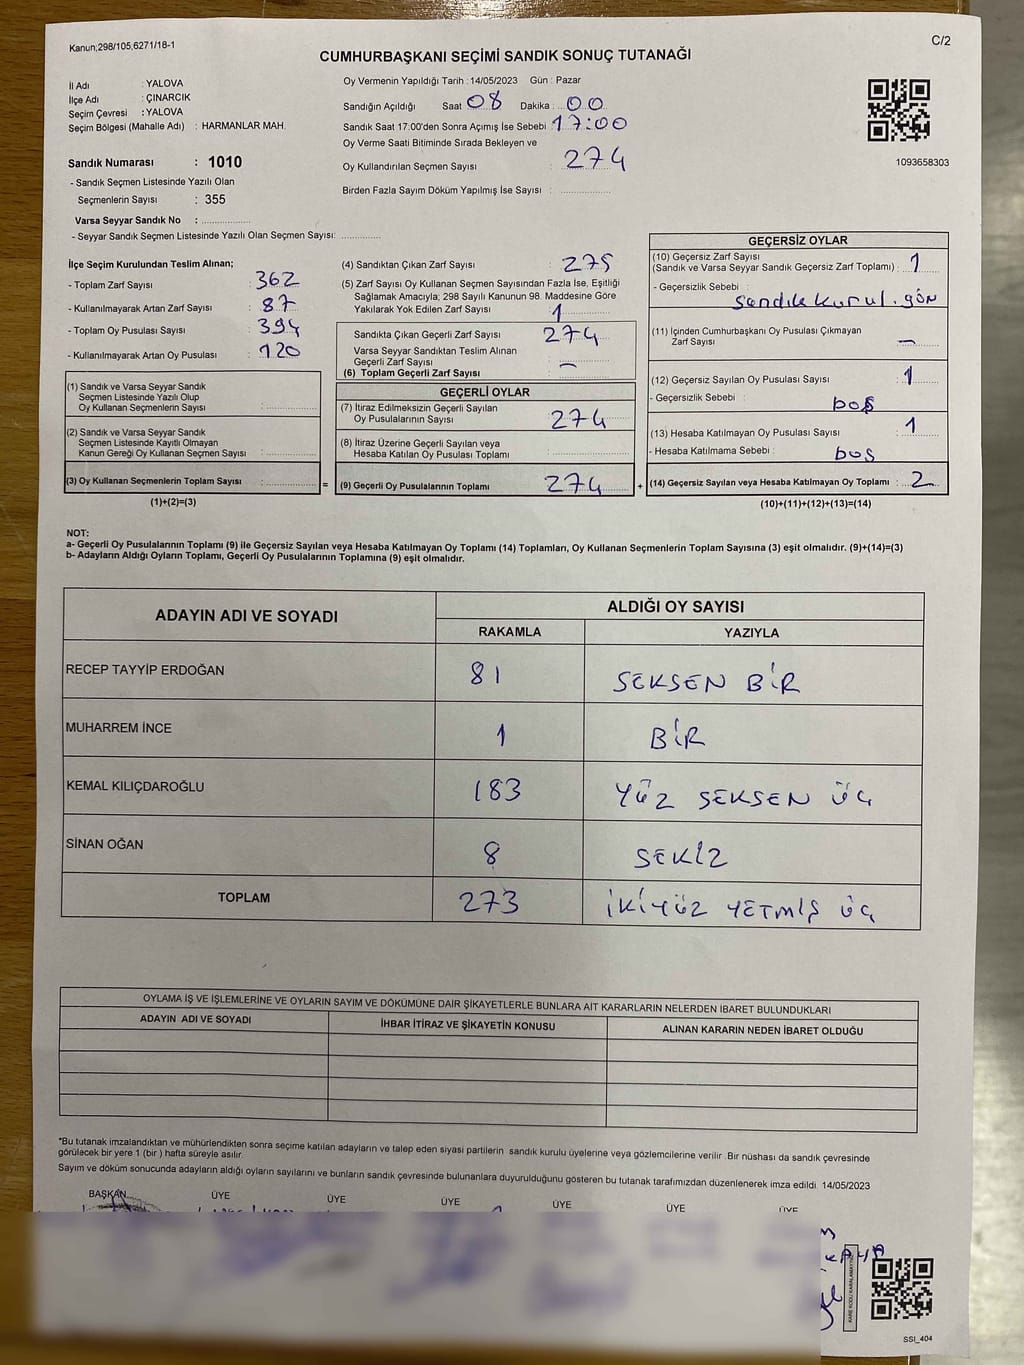 Kanun;298/105,6271/18-1
C/2
CUMHURBAŞKANI SEÇİMİ SANDIK SONUÇ TUTANAĞI
İl Adı : YALOVA
İlçe Adı : ÇINARCIK
Seçim Çevresi : YALOVA
Seçim Bölgesi (Mahalle Adı) : HARMANLAR MAH.
Sandık Numarası : 1010
- Sandık Seçmen Listesinde Yazılı Olan
Seçmenlerin Sayısı : 355
Varsa Seyyar Sandık No : ....................
- Seyyar Sandık Seçmen Listesinde Yazılı Olan Seçmen Sayısı: ..............
Oy Vermenin Yapıldığı Tarih : 14/05/2023 Gün : Pazar
Sandığın Açıldığı Saat 08 Dakika : 00
Sandık Saat 17:00'den Sonra Açımış İse Sebebi 17:00
Oy Verme Saati Bitiminde Sırada Bekleyen ve
Oy Kullandırılan Seçmen Sayısı : 274
Birden Fazla Sayım Döküm Yapılmış İse Sayısı : ..................
1093658303
İlçe Seçim Kurulundan Teslim Alınan;
- Toplam Zarf Sayısı : 362
- Kullanılmayarak Artan Zarf Sayısı : 87
- Toplam Oy Pusulası Sayısı : 394
- Kullanılmayarak Artan Oy Pusulası : 120
(1) Sandık ve Varsa Seyyar Sandık
Seçmen Listesinde Yazılı Olup
Oy Kullanan Seçmenlerin Sayısı : ..................
(2) Sandık ve Varsa Seyyar Sandık
Seçmen Listesinde Kayıtlı Olmayan
Kanun Gereği Oy Kullanan Seçmen Sayısı : ..................
(3) Oy Kullanan Seçmenlerin Toplam Sayısı : ..................
(1)+(2)=(3)
=
(4) Sandıktan Çıkan Zarf Sayısı : 275
(5) Zarf Sayısı Oy Kullanan Seçmen Sayısından Fazla İse, Eşitliği
Sağlamak Amacıyla; 298 Sayılı Kanunun 98. Maddesine Göre
Yakılarak Yok Edilen Zarf Sayısı : 1
Sandıkta Çıkan Geçerli Zarf Sayısı : 274
Varsa Seyyar Sandıktan Teslim Alınan
Geçerli Zarf Sayısı : –
(6) Toplam Geçerli Zarf Sayısı : ..................
GEÇERLİ OYLAR
(7) İtiraz Edilmeksizin Geçerli Sayılan
Oy Pusulalarının Sayısı : 274
(8) İtiraz Üzerine Geçerli Sayılan veya
Hesaba Katılan Oy Pusulası Toplamı : ..................
(9) Geçerli Oy Pusulalarının Toplamı : 274
+
GEÇERSİZ OYLAR
(10) Geçersiz Zarf Sayısı
(Sandık ve Varsa Seyyar Sandık Geçersiz Zarf Toplamı) : 1
- Geçersizlik Sebebi : sandık kurul. gön
(11) İçinden Cumhurbaşkanı Oy Pusulası Çıkmayan
Zarf Sayısı : –
(12) Geçersiz Sayılan Oy Pusulası Sayısı : 1
- Geçersizlik Sebebi : boş
(13) Hesaba Katılmayan Oy Pusulası Sayısı : 1
- Hesaba Katılmama Sebebi : boş
(14) Geçersiz Sayılan veya Hesaba Katılmayan Oy Toplamı : 2
(10)+(11)+(12)+(13)=(14)
NOT:
a- Geçerli Oy Pusulalarının Toplamı (9) ile Geçersiz Sayılan veya Hesaba Katılmayan Oy Toplamı (14) Toplamları, Oy Kullanan Seçmenlerin Toplam Sayısına (3) eşit olmalıdır. (9)+(14)=(3)
b- Adayların Aldığı Oyların Toplamı, Geçerli Oy Pusulalarının Toplamına (9) eşit olmalıdır.
ADAYIN ADI VE SOYADI
ALDIĞI OY SAYISI
RAKAMLA YAZIYLA
RECEP TAYYİP ERDOĞAN 81 SEKSEN BİR
MUHARREM İNCE 1 BİR
KEMAL KILIÇDAROĞLU 183 YÜZ SEKSEN ÜÇ
SİNAN OĞAN 8 SEKİZ
TOPLAM 273 İKİYÜZ YETMİŞ ÜÇ
OYLAMA İŞ VE İŞLEMLERİNE VE OYLARIN SAYIM VE DÖKÜMÜNE DAİR ŞİKAYETLERLE BUNLARA AİT KARARLARIN NELERDEN İBARET BULUNDUKLARI
ADAYIN ADI VE SOYADI İHBAR İTİRAZ VE ŞİKAYETİN KONUSU ALINAN KARARIN NEDEN İBARET OLDUĞU
*Bu tutanak imzalandıktan ve mühürlendikten sonra seçime katılan adayların ve talep eden siyasi partilerin sandık kurulu üyelerine veya gözlemcilerine verilir. Bir nüshası da sandık çevresinde
görülecek bir yere 1 (bir ) hafta süreyle asılır.
Sayım ve döküm sonucunda adayların aldığı oyların sayılarını ve bunların sandık çevresinde bulunanlara duyurulduğunu gösteren bu tutanak tarafımızdan düzenlenerek imza edildi. 14/05/2023
BAŞKAN ÜYE ÜYE ÜYE ÜYE ÜYE ÜYE
KARE KODU KARALAMAYINIZ
SSI_404